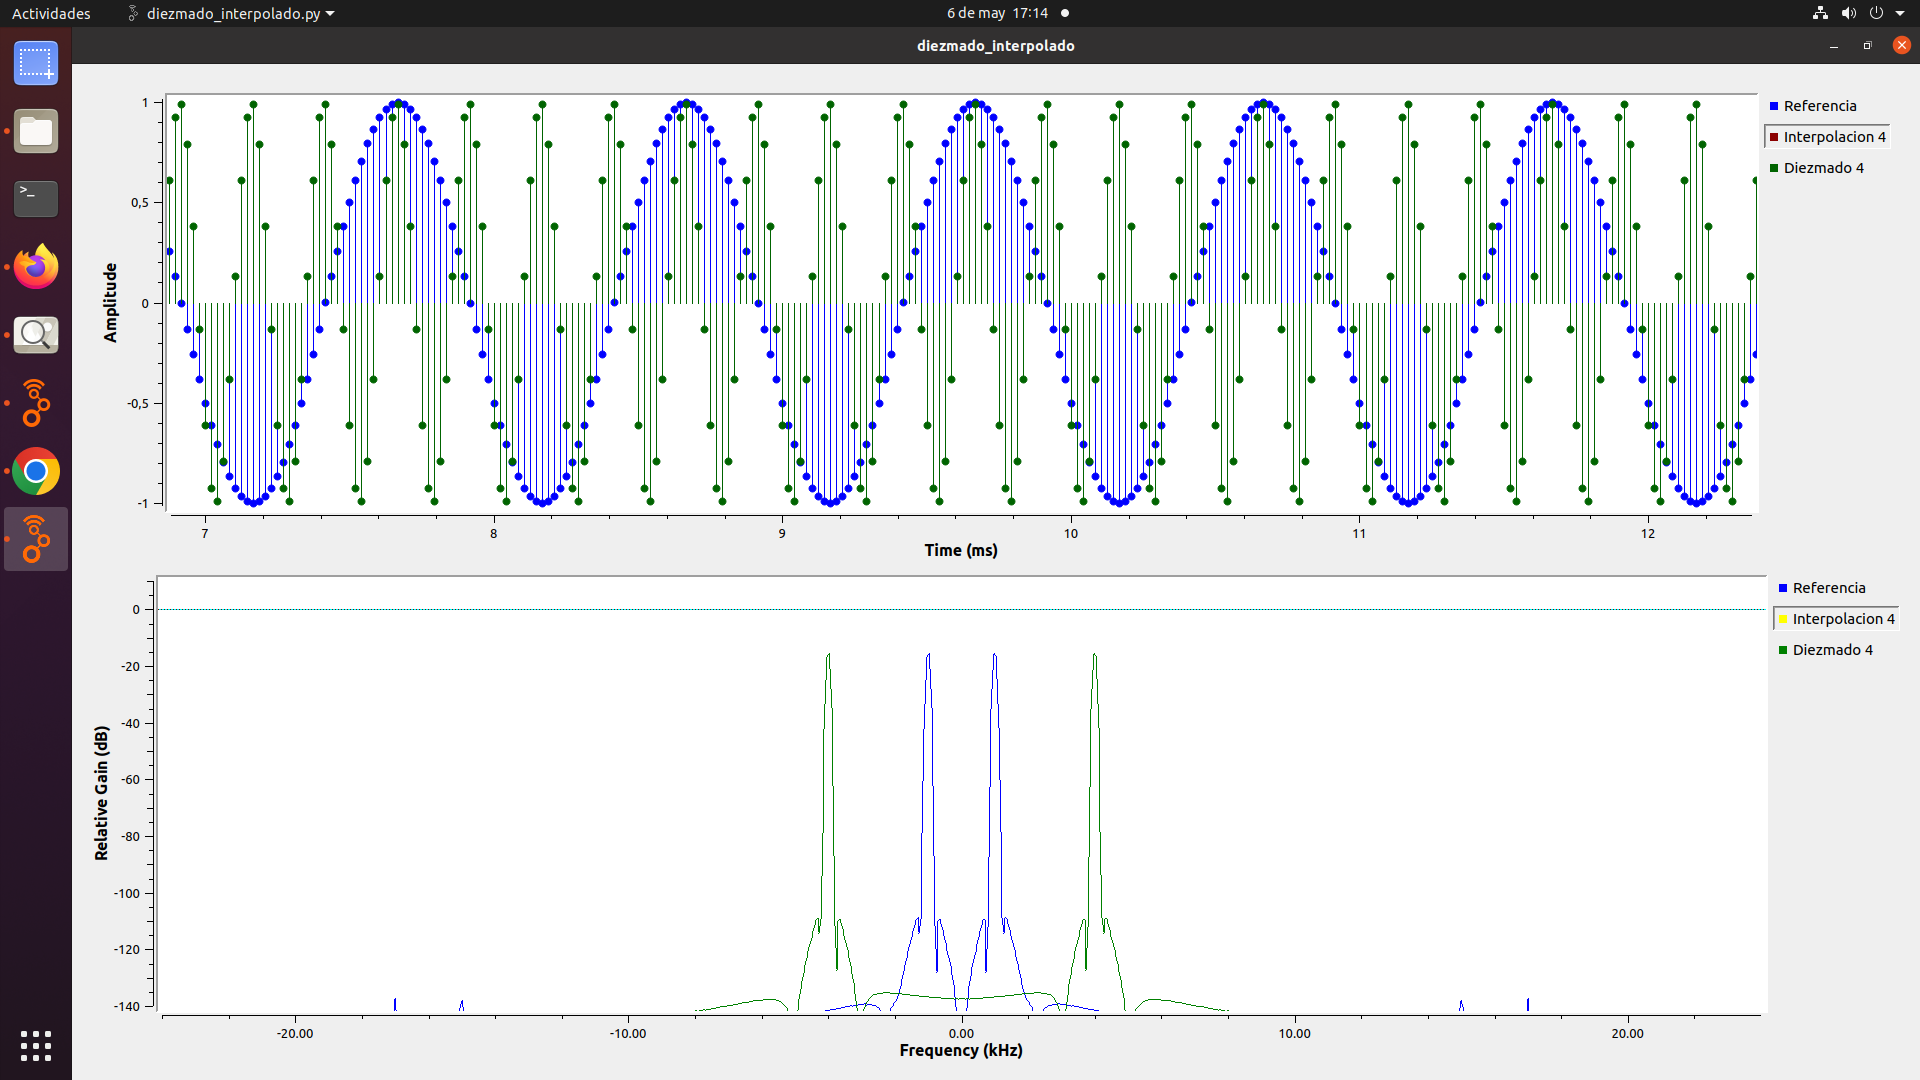 Actividades
diezmado_interpolado.py
6 de may 17:14
diezmado_interpolado
1
0,5
0
-0,5
-1
Amplitude
7 8 9 10 11 12
Time (ms)
Referencia
Interpolacion 4
Diezmado 4
0
-20
-40
-60
-80
-100
-120
-140
Relative Gain (dB)
-20.00 -10.00 0.00 10.00 20.00
Frequency (kHz)
Referencia
Interpolacion 4
Diezmado 4